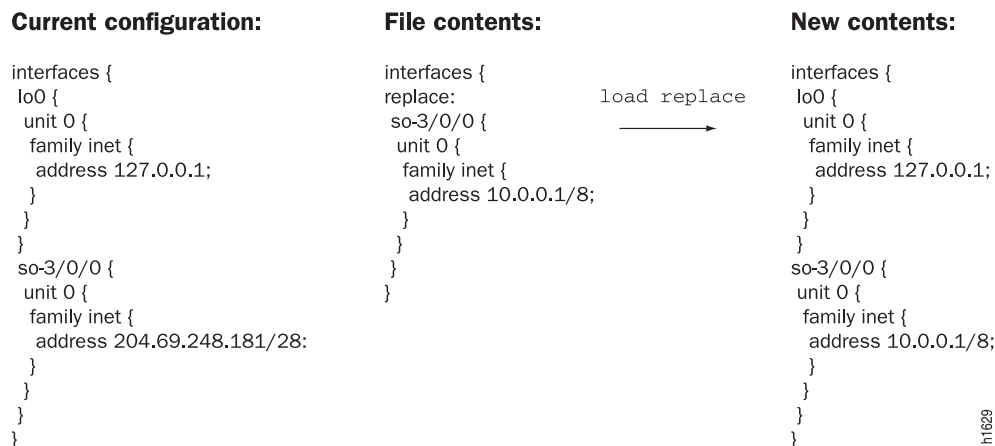 Current configuration:
interfaces {
lo0 {
unit 0 {
family inet {
address 127.0.0.1;
}
}
}
so-3/0/0 {
unit 0 {
family inet {
address 204.69.248.181/28:
}
}
}
}
File contents:
interfaces {
replace:
so-3/0/0 {
unit 0 {
family inet {
address 10.0.0.1/8;
}
}
}
}
load replace
New contents:
interfaces {
lo0 {
unit 0 {
family inet {
address 127.0.0.1;
}
}
}
so-3/0/0 {
unit 0 {
family inet {
address 10.0.0.1/8;
}
}
}
}
h1629